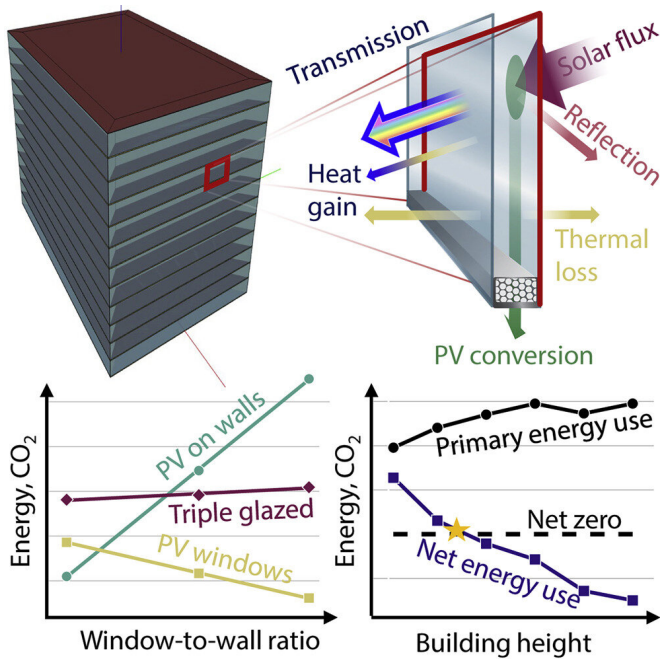 Transmission
Solar flux
Reflection
Heat
gain
Thermal
loss
PV conversion
Energy, CO2
PV on walls
Triple glazed
PV windows
Window-to-wall ratio
Energy, CO2
Primary energy use
Net zero
Net energy use
Building height